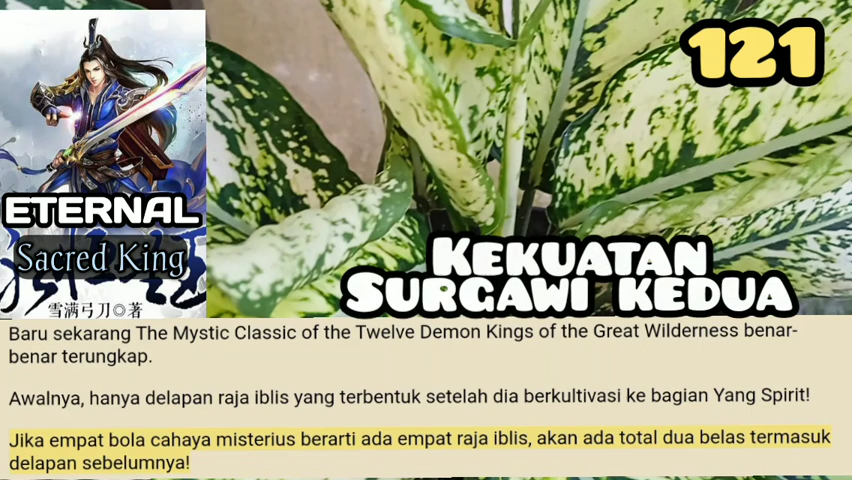 121
ETERNAL
Sacred King
雪满弓刀◎著
KEKUATAN
SURGAWI KEDUA
Baru sekarang The Mystic Classic of the Twelve Demon Kings of the Great Wilderness benar-
benar terungkap.
Awalnya, hanya delapan raja iblis yang terbentuk setelah dia berkultivasi ke bagian Yang Spirit!
Jika empat bola cahaya misterius berarti ada empat raja iblis, akan ada total dua belas termasuk
delapan sebelumnya!